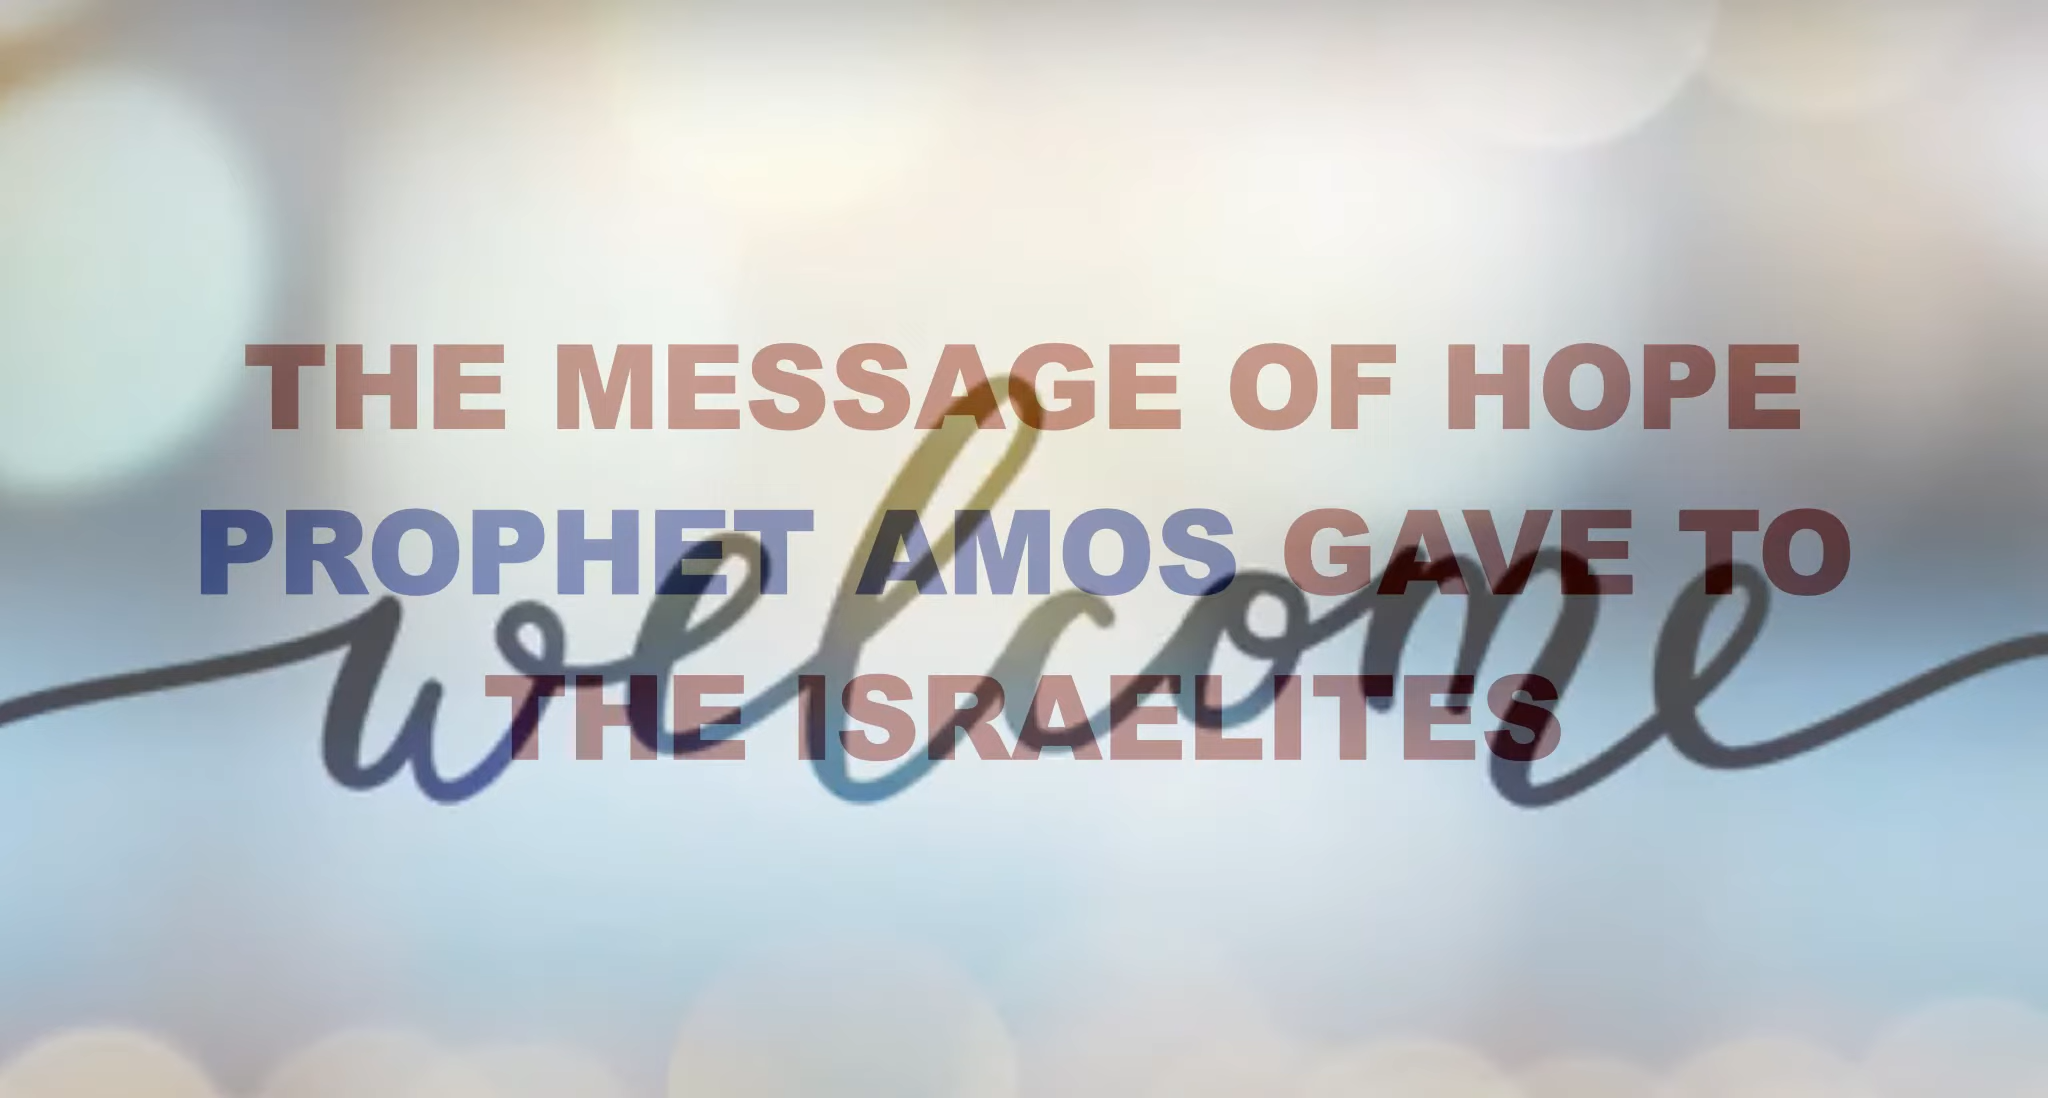 THE MESSAGE OF HOPE
PROPHET AMOS GAVE TO
THE ISRAELITES
welcome